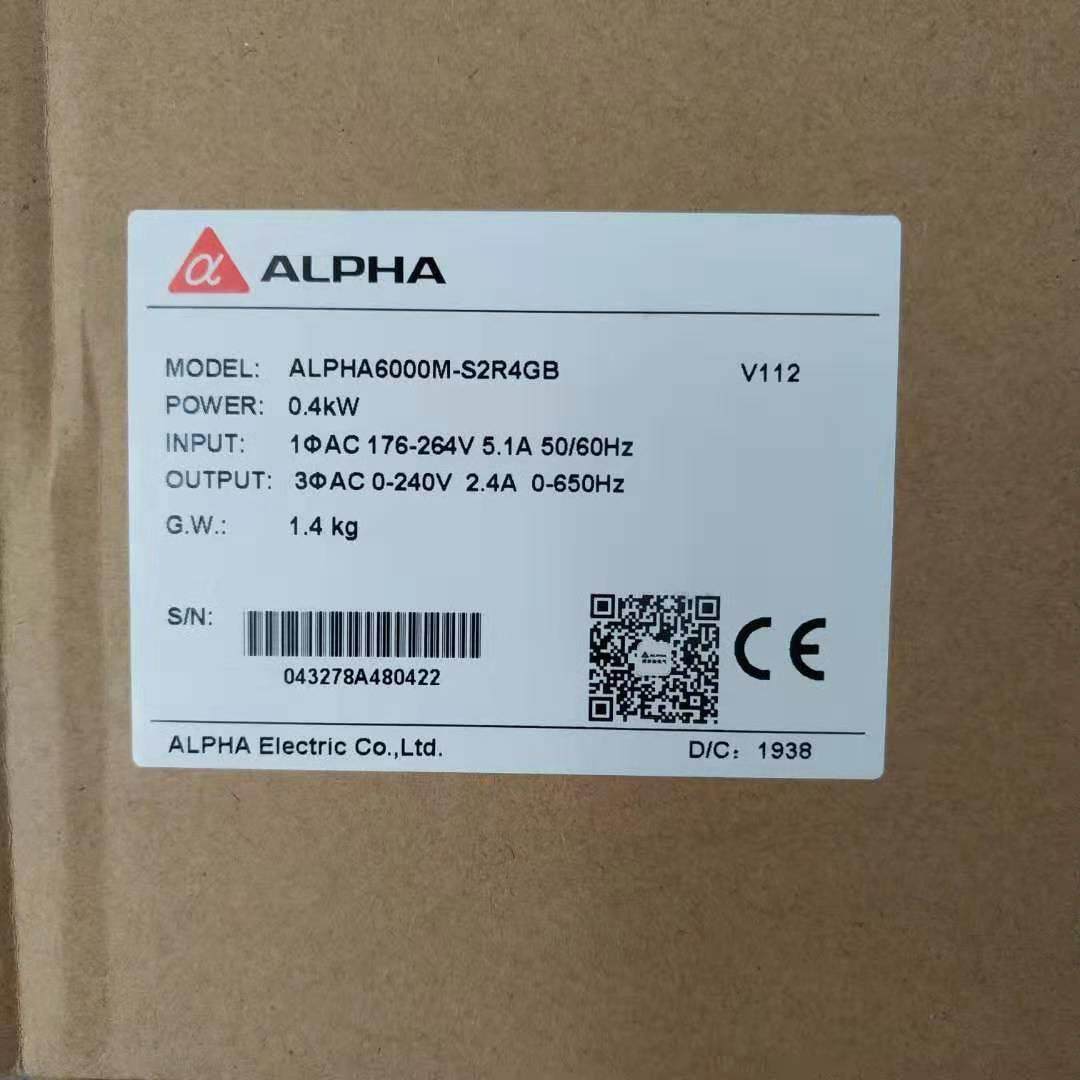 α ALPHA
MODEL: ALPHA6000M-S2R4GB V112
POWER: 0.4kW
INPUT: 1ΦAC 176-264V 5.1A 50/60Hz
OUTPUT: 3ΦAC 0-240V 2.4A 0-650Hz
G.W.: 1.4 kg
S/N:
043278A480422
CE
ALPHA Electric Co.,Ltd. D/C: 1938